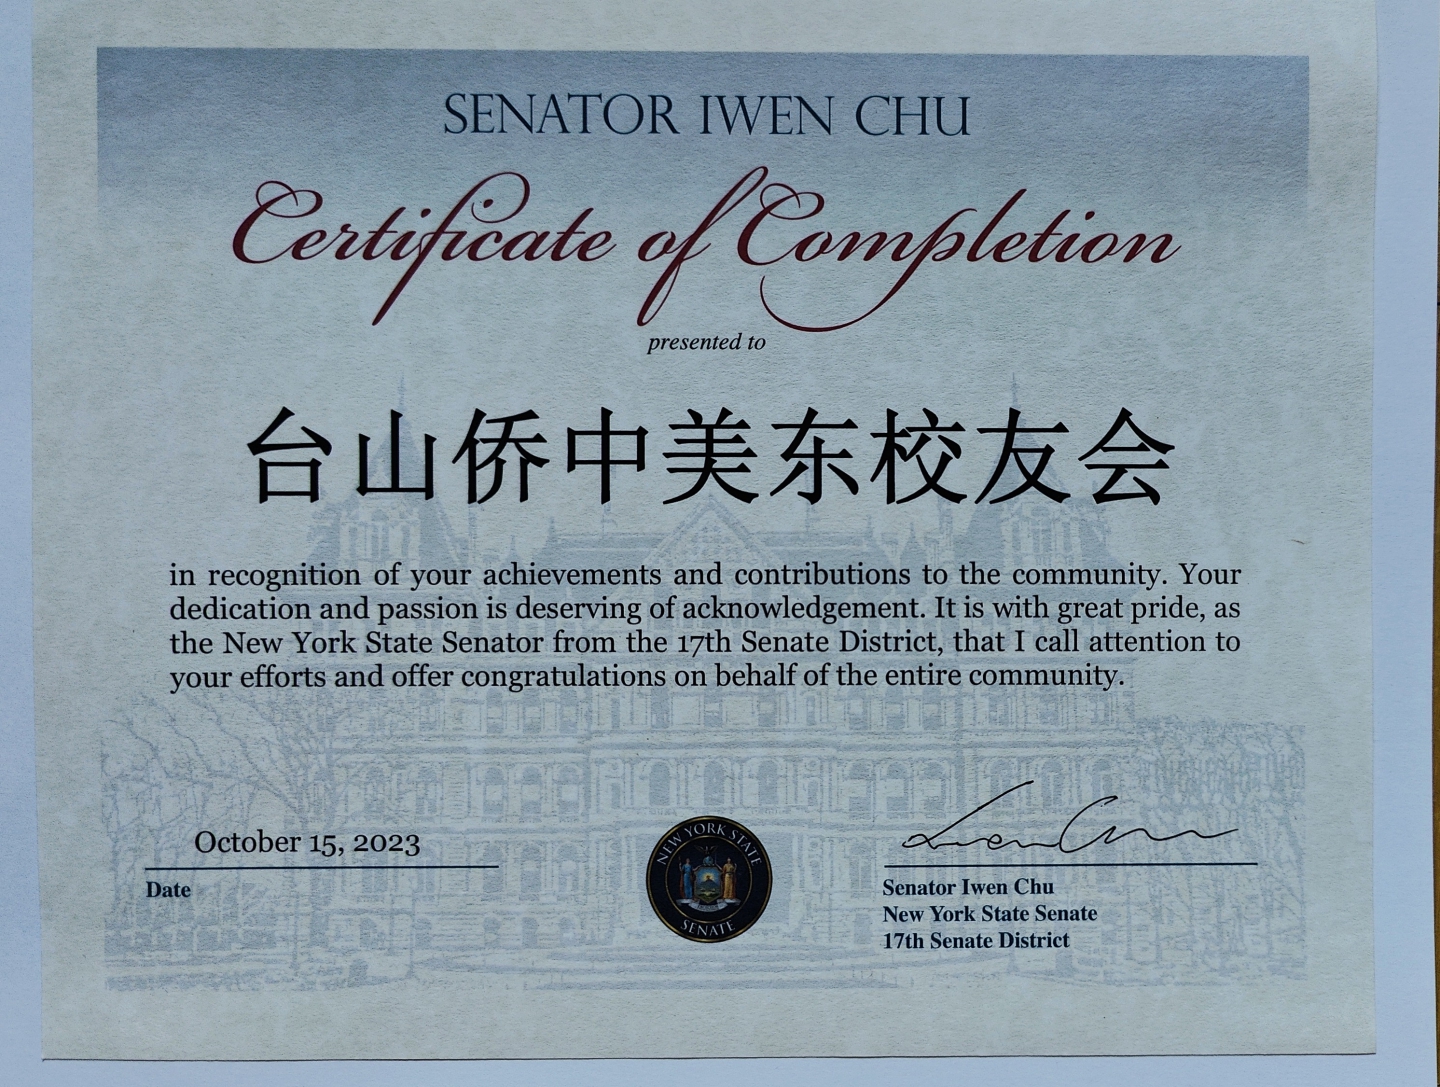 SENATOR IWEN CHU
Certificate of Completion
presented to
台山侨中美东校友会
in recognition of your achievements and contributions to the community. Your
dedication and passion is deserving of acknowledgement. It is with great pride, as
the New York State Senator from the 17th Senate District, that I call attention to
your efforts and offer congratulations on behalf of the entire community.
October 15, 2023
Date
NEW YORK STATE
SENATE
Iwen Chu
Senator Iwen Chu
New York State Senate
17th Senate District